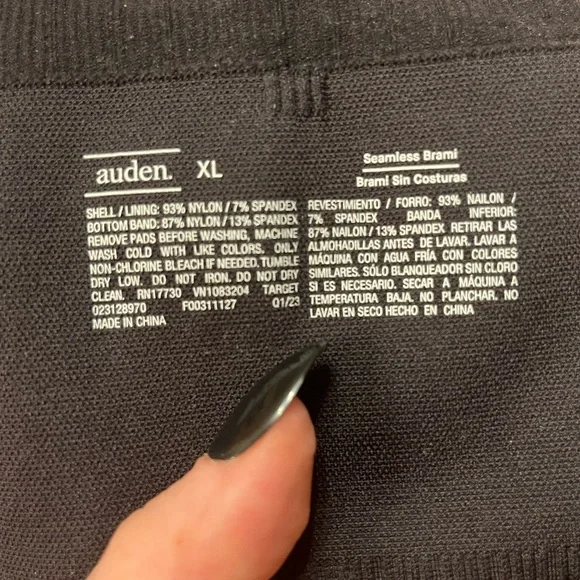 auden. XL
SHELL / LINING: 93% NYLON / 7% SPANDEX
BOTTOM BAND: 87% NYLON / 13% SPANDEX
REMOVE PADS BEFORE WASHING, MACHINE
WASH COLD WITH LIKE COLORS. ONLY
NON-CHLORINE BLEACH IF NEEDED. TUMBLE
DRY LOW. DO NOT IRON. DO NOT DRY
CLEAN. RN17730 VN1083204 TARGET
023128970 F00311127 Q1/23
MADE IN CHINA
Seamless Brami
Brami Sin Costuras
REVESTIMIENTO / FORRO: 93% NAILON /
7% SPANDEX BANDA INFERIOR:
87% NAILON / 13% SPANDEX RETIRAR LAS
ALMOHADILLAS ANTES DE LAVAR. LAVAR A
MÁQUINA CON AGUA FRÍA CON COLORES
SIMILARES. SÓLO BLANQUEADOR SIN CLORO
SI ES NECESARIO. SECAR A MÁQUINA A
TEMPERATURA BAJA. NO PLANCHAR. NO
LAVAR EN SECO HECHO EN CHINA